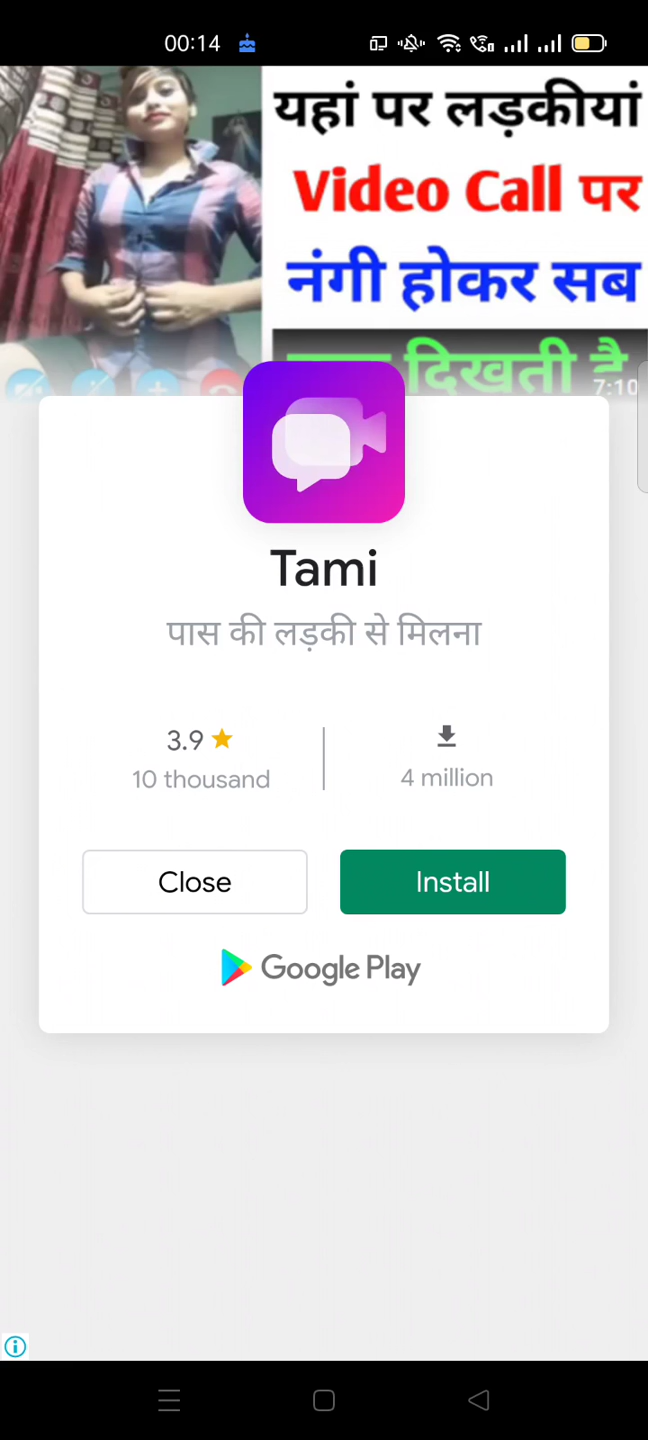 00:14
यहां पर लड़कीयां
Video Call पर
नंगी होकर सब
दिखती है
7:10
Tami
पास की लड़की से मिलना
3.9
10 thousand
4 million
Close
Install
Google Play